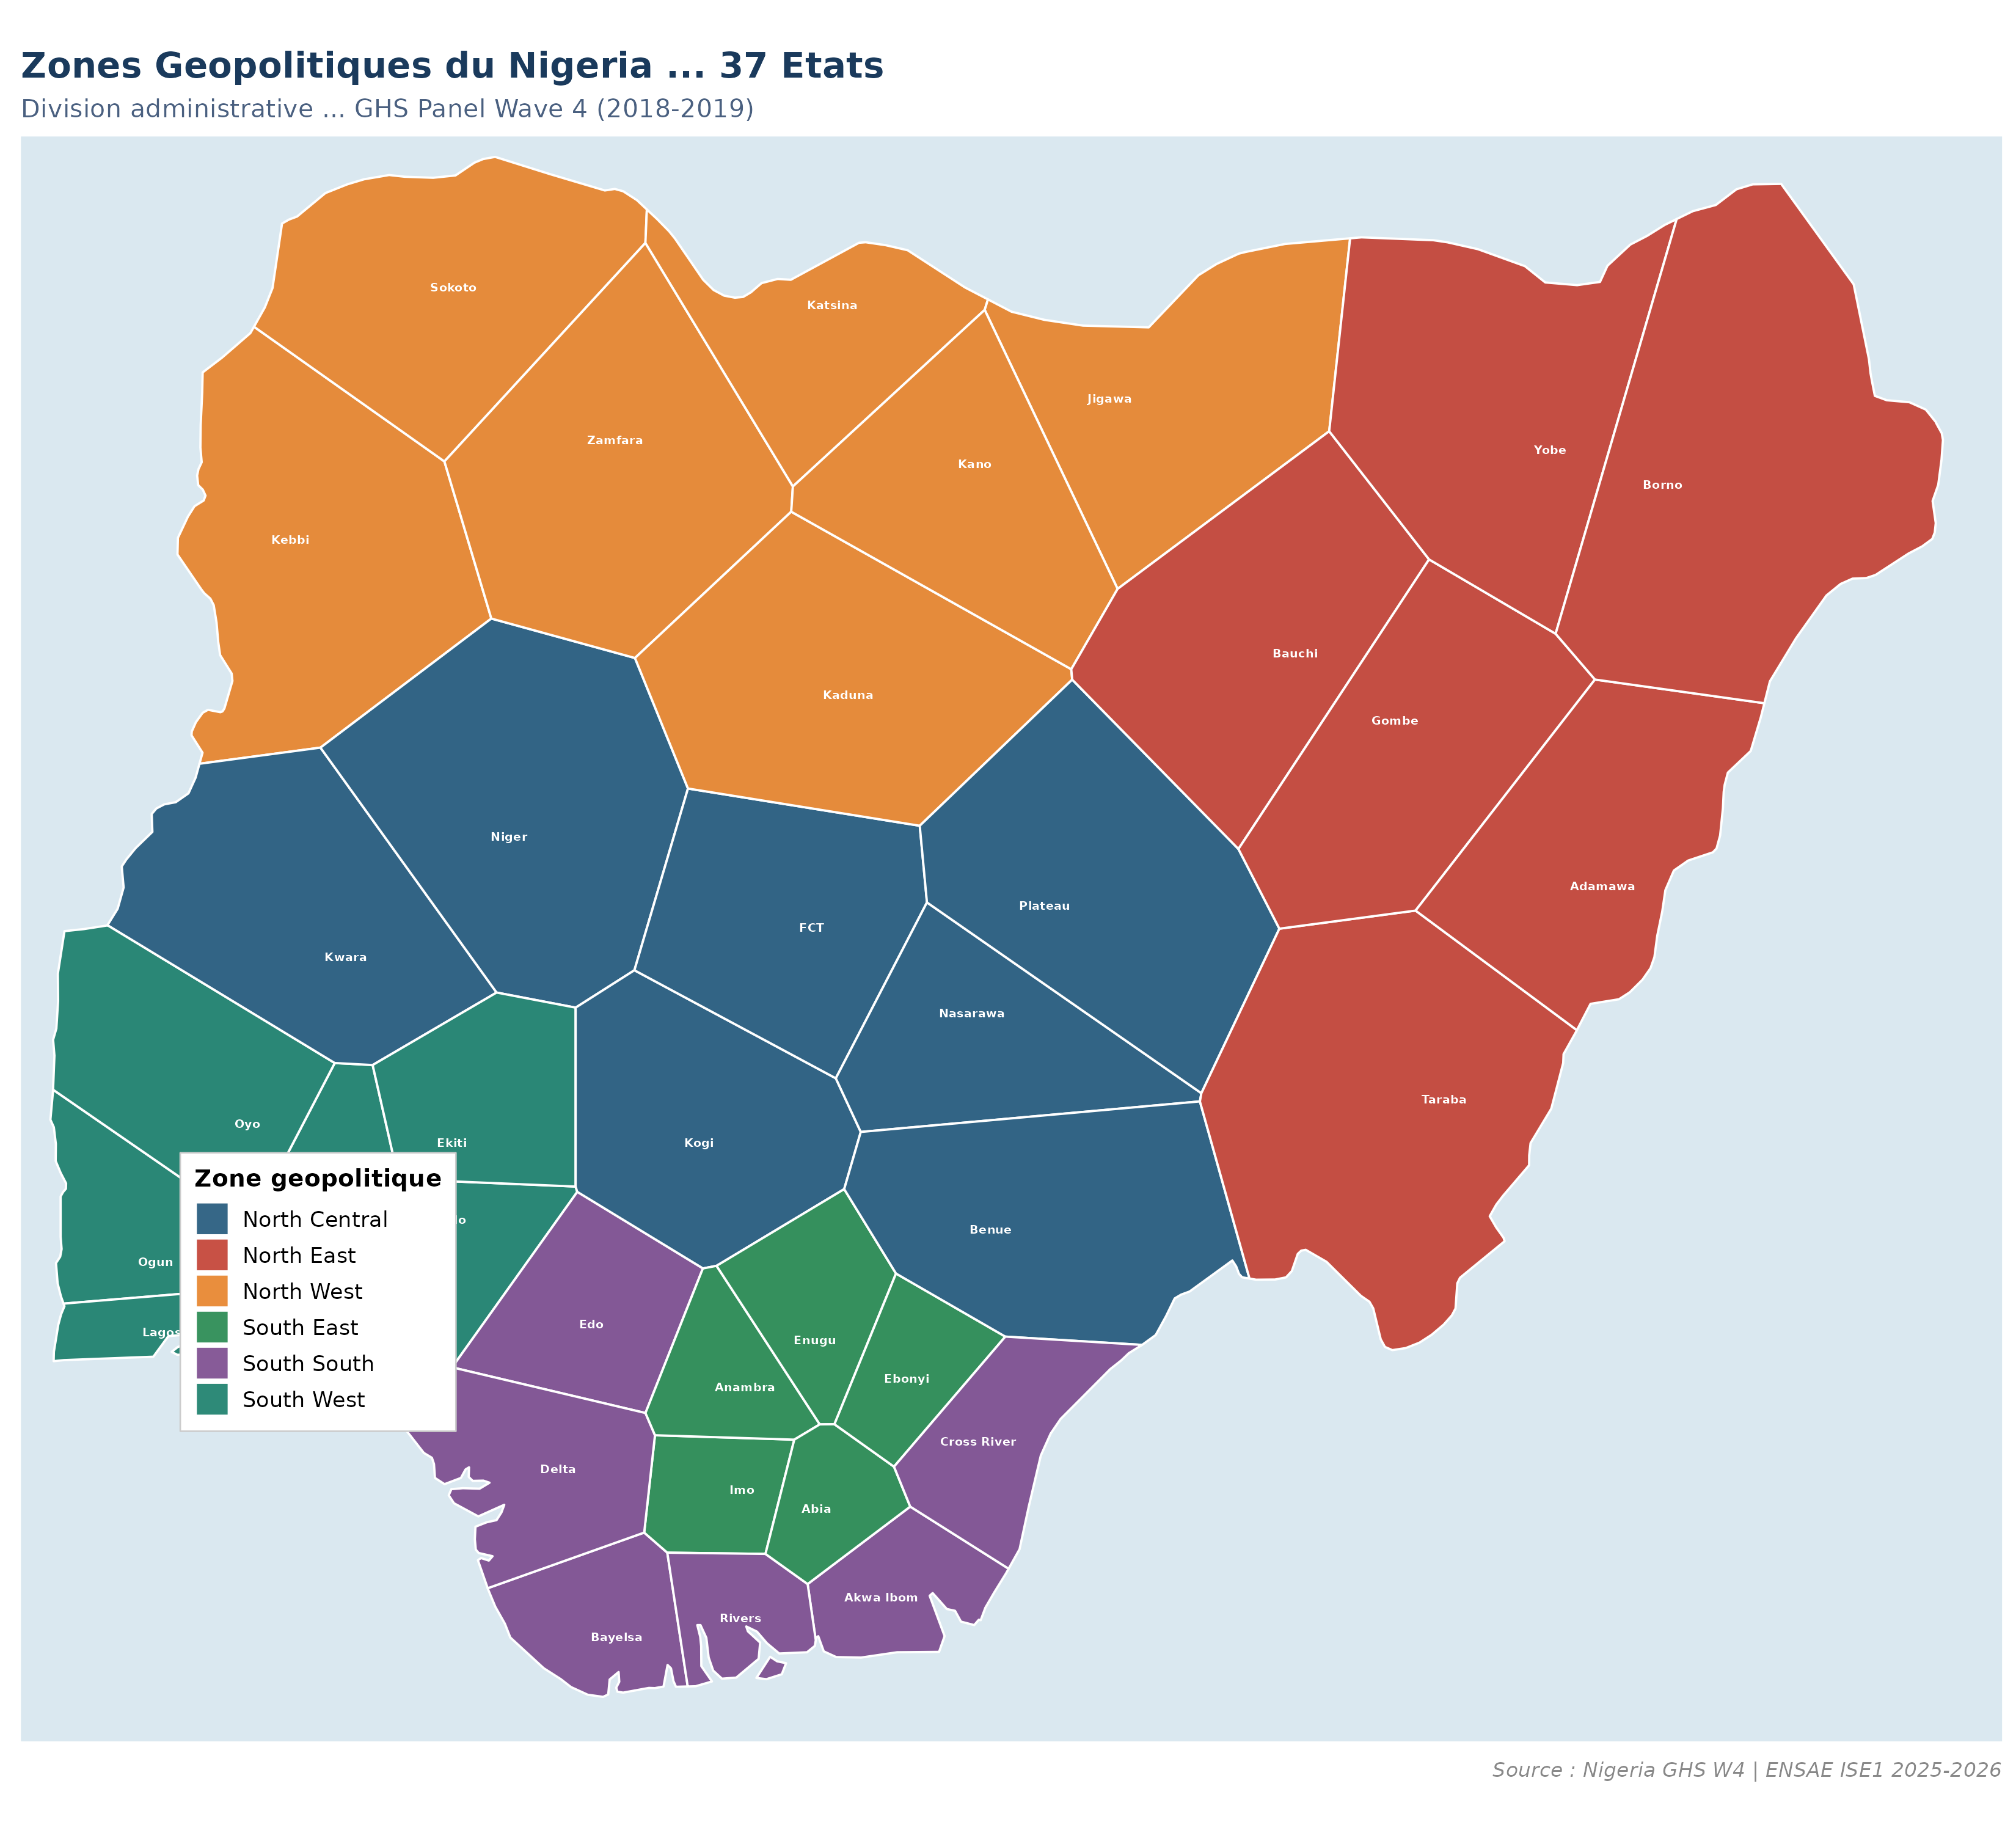 Zones Geopolitiques du Nigeria ... 37 Etats
Division administrative ... GHS Panel Wave 4 (2018-2019)
Sokoto
Katsina
Jigawa
Zamfara
Yobe
Kano
Borno
Kebbi
Bauchi
Kaduna
Gombe
Niger
Adamawa
Plateau
FCT
Kwara
Nasarawa
Taraba
Oyo
Ekiti
Kogi
Benue
Ogun
Lagos
Edo
Enugu
Ebonyi
Anambra
Cross River
Delta
Imo
Abia
Akwa Ibom
Rivers
Bayelsa
Zone geopolitique
North Central
North East
North West
South East
South South
South West
Source : Nigeria GHS W4 | ENSAE ISE1 2025-2026